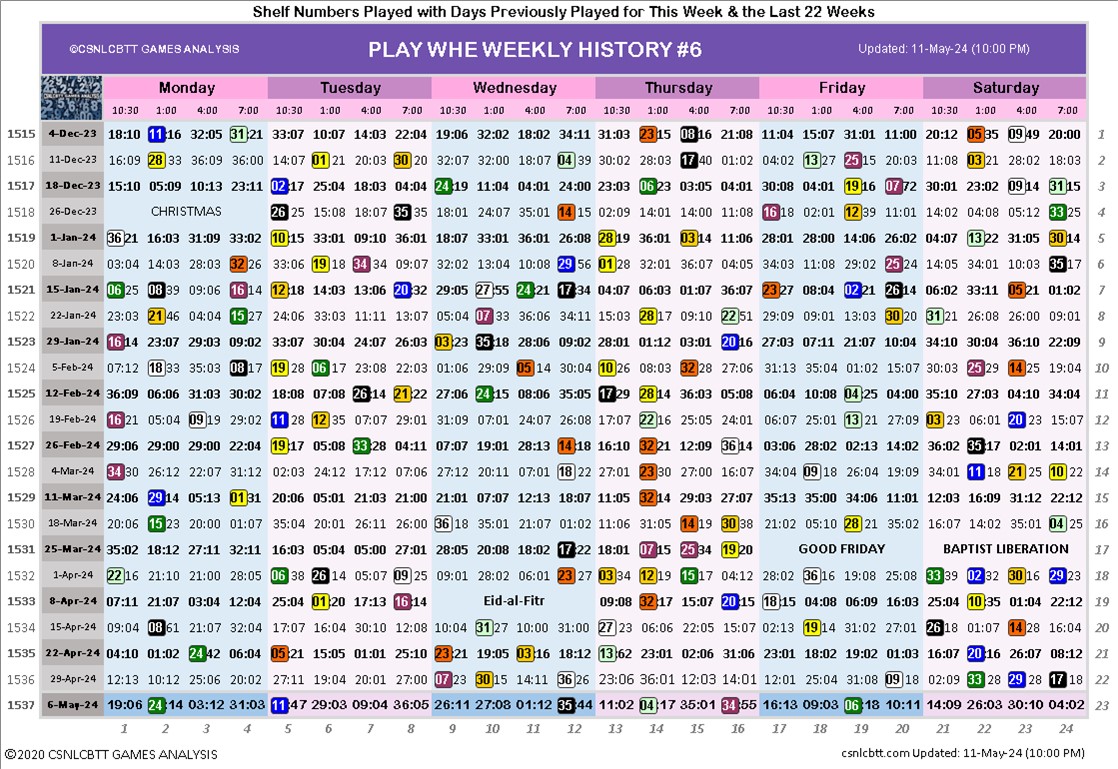 Shelf Numbers Played with Days Previously Played for This Week & the Last 22 Weeks
©CSNLCBTT GAMES ANALYSIS PLAY WHE WEEKLY HISTORY #6 Updated: 11-May-24 (10:00 PM)
Monday Tuesday Wednesday Thursday Friday Saturday
10:30 1:00 4:00 7:00 10:30 1:00 4:00 7:00 10:30 1:00 4:00 7:00 10:30 1:00 4:00 7:00 10:30 1:00 4:00 7:00 10:30 1:00 4:00 7:00
1515 4-Dec-23 18:10 11:16 32:05 31:21 33:07 10:07 14:03 22:04 19:06 32:02 18:02 34:11 31:03 23:15 08:16 21:08 11:04 15:07 31:01 11:00 20:12 05:35 09:49 20:00 1
1516 11-Dec-23 16:09 28:33 36:09 36:00 14:07 01:21 20:03 30:20 32:07 32:00 18:07 04:39 30:02 28:03 15:40 01:02 04:02 13:27 25:15 20:03 11:08 03:21 28:02 18:03 2
1517 18-Dec-23 15:10 05:09 10:13 23:11 02:17 25:04 18:03 04:04 24:19 11:04 04:01 24:00 23:03 06:23 03:05 04:01 30:08 04:03 19:16 07:72 30:01 23:02 09:14 31:15 3
1518 26-Dec-23 CHRISTMAS 26:25 15:08 18:07 35:35 18:01 24:07 35:01 14:15 02:09 14:01 14:00 11:08 16:18 02:01 12:39 11:01 14:02 04:08 05:12 33:25 4
1519 1-Jan-24 36:21 16:03 31:09 33:02 10:15 33:01 09:10 36:01 18:07 33:01 36:01 26:08 28:19 36:01 03:14 11:06 28:01 28:00 14:06 26:02 04:07 13:22 31:05 30:14 5
1520 8-Jan-24 03:04 14:03 28:03 32:26 33:06 19:18 34:34 09:07 32:02 13:04 10:08 29:56 01:28 32:01 36:07 04:05 34:03 11:08 29:02 25:24 14:05 34:01 10:03 35:17 6
1521 15-Jan-24 06:25 08:39 09:06 16:14 12:18 14:03 13:06 20:32 29:05 27:55 24:21 17:34 04:07 06:03 01:07 36:07 23:27 08:04 02:21 26:14 06:02 33:11 05:21 01:02 7
1522 22-Jan-24 23:03 21:46 04:04 15:27 24:06 33:03 11:11 13:07 05:04 07:33 36:06 34:11 15:03 28:17 09:10 22:51 29:09 08:01 04:03 30:20 31:21 26:08 26:00 09:01 8
1523 29-Jan-24 16:14 23:07 29:03 09:02 33:07 30:04 24:07 06:07 03:23 35:18 28:06 09:02 28:01 01:12 03:01 20:16 27:03 07:11 21:07 10:04 34:10 30:04 36:10 22:09 9
1524 5-Feb-24 07:12 18:33 35:03 08:17 19:28 06:17 23:08 22:03 01:06 29:09 05:14 30:04 10:26 08:03 32:28 27:06 31:13 35:04 01:02 15:07 30:03 25:29 14:25 19:04 10
1525 12-Feb-24 36:09 06:06 31:03 30:02 18:08 07:08 26:14 21:22 27:06 24:15 08:06 35:05 17:29 28:14 36:03 05:08 06:04 10:08 04:25 04:00 35:10 27:03 04:10 34:04 11
1526 19-Feb-24 16:21 05:04 09:19 29:02 11:28 12:35 07:07 29:01 31:09 07:01 24:07 26:08 17:07 22:16 25:05 24:01 06:07 25:01 13:21 27:09 03:23 06:01 20:23 15:07 12
1527 26-Feb-24 29:06 29:00 29:00 22:04 19:17 05:08 33:28 04:11 07:07 19:01 28:13 14:18 16:10 32:21 12:09 36:14 03:06 28:02 02:13 14:02 36:02 35:17 02:01 14:01 13
1528 4-Mar-24 34:30 26:12 22:07 31:12 02:03 24:12 17:12 07:06 27:12 20:11 07:01 18:22 27:01 23:30 27:00 16:07 34:04 09:18 26:04 19:09 34:01 11:18 21:25 10:22 14
1529 11-Mar-24 24:06 29:14 05:13 01:31 20:06 05:01 21:03 21:00 21:01 07:07 12:13 18:07 11:05 32:14 29:03 27:07 35:13 35:00 34:06 11:01 12:03 16:09 31:12 22:12 15
1530 18-Mar-24 20:06 15:23 20:00 01:07 35:04 20:01 26:11 26:00 36:18 35:01 21:07 01:02 11:06 31:05 14:19 30:38 21:02 05:10 28:21 01:03 16:07 14:02 35:01 04:25 16
1531 25-Mar-24 35:02 18:12 27:11 32:11 16:03 05:04 05:00 05:00 28:05 20:08 18:02 17:22 18:01 07:15 25:34 19:20 GOOD FRIDAY BAPTIST LIBERATION 17
1532 1-Apr-24 22:16 21:10 21:00 28:05 06:38 26:14 05:07 09:25 09:01 28:02 06:01 23:27 03:34 12:19 15:17 04:12 28:02 36:16 19:08 25:08 33:39 02:32 30:16 29:23 18
1533 8-Apr-24 07:11 21:07 03:04 12:04 25:04 01:20 17:13 16:14 Eid-al-Fitr 09:08 32:17 15:07 20:15 18:15 04:08 06:09 16:03 25:04 10:35 01:04 22:12 19
1534 15-Apr-24 09:04 08:61 21:07 32:04 17:07 16:04 30:10 12:08 10:04 31:27 10:00 31:00 27:23 06:06 22:05 15:07 02:13 19:14 31:02 27:01 26:18 01:07 14:28 16:04 20
1535 22-Apr-24 04:10 01:02 24:42 06:04 05:21 15:05 01:01 25:10 23:21 19:05 03:16 18:12 13:62 23:01 02:06 31:06 23:01 18:02 19:02 01:03 16:07 20:16 26:07 08:12 21
1536 29-Apr-24 12:13 10:12 25:06 20:02 27:11 19:04 20:01 20:00 07:23 30:15 14:11 36:26 23:06 36:01 12:03 14:01 12:01 25:04 31:08 09:18 02:09 33:28 29:28 17:18 22
1537 6-May-24 19:06 24:14 03:12 31:03 11:47 29:03 09:04 36:05 26:11 27:08 01:12 35:44 11:02 04:17 35:01 34:55 16:13 09:03 06:18 10:11 14:09 26:03 30:10 04:02 23
1 2 3 4 5 6 7 8 9 10 11 12 13 14 15 16 17 18 19 20 21 22 23 24
©2020 CSNLCBTT GAMES ANALYSIS csnlcbtt.com Updated: 11-May-24 (10:00 PM)